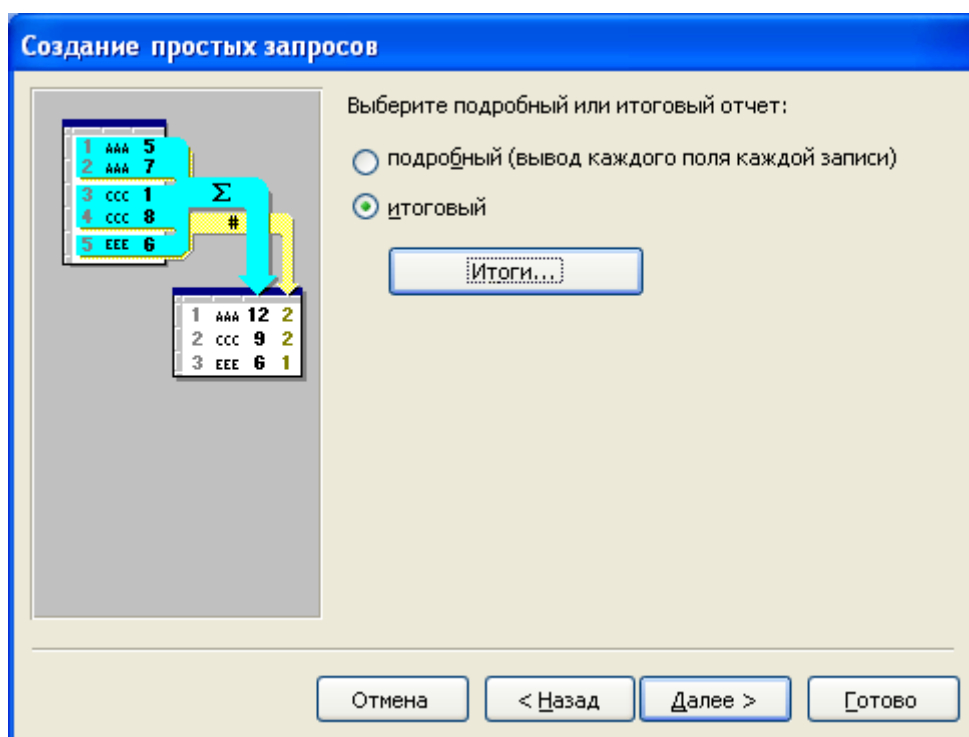 Создание простых запросов
Выберите подробный или итоговый отчет:
подробный (вывод каждого поля каждой записи)
итоговый
Итоги...
1 AAA 5
2 AAA 7
3 CCC 1
4 CCC 8
5 EEE 6
Σ
#
1 AAA 12 2
2 CCC 9 2
3 EEE 6 1
Отмена
< Назад
Далее >
Готово